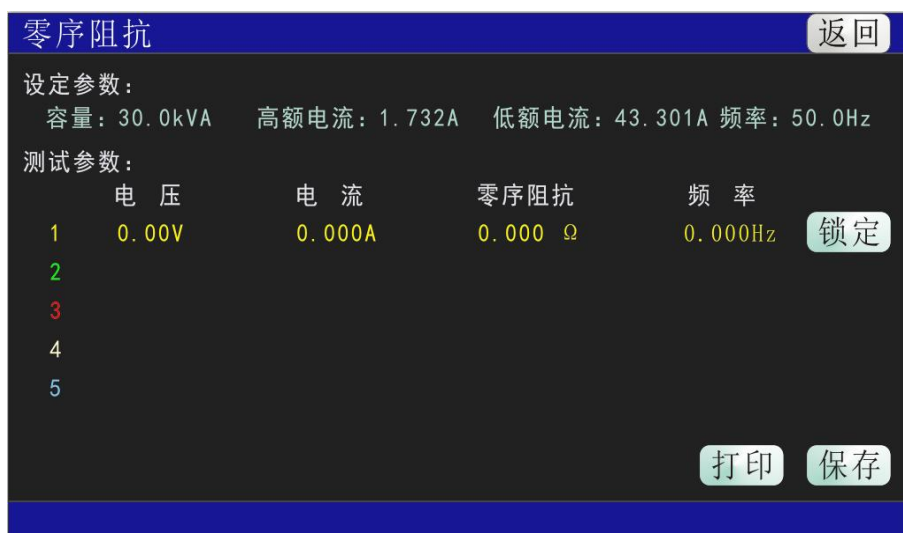 零序阻抗 返回
设定参数：
容量：30.0kVA 高额电流：1.732A 低额电流：43.301A 频率：50.0Hz
测试参数：
电 压 电 流 零序阻抗 频 率
1 0.00V 0.000A 0.000 Ω 0.000Hz 锁定
2
3
4
5
打印 保存